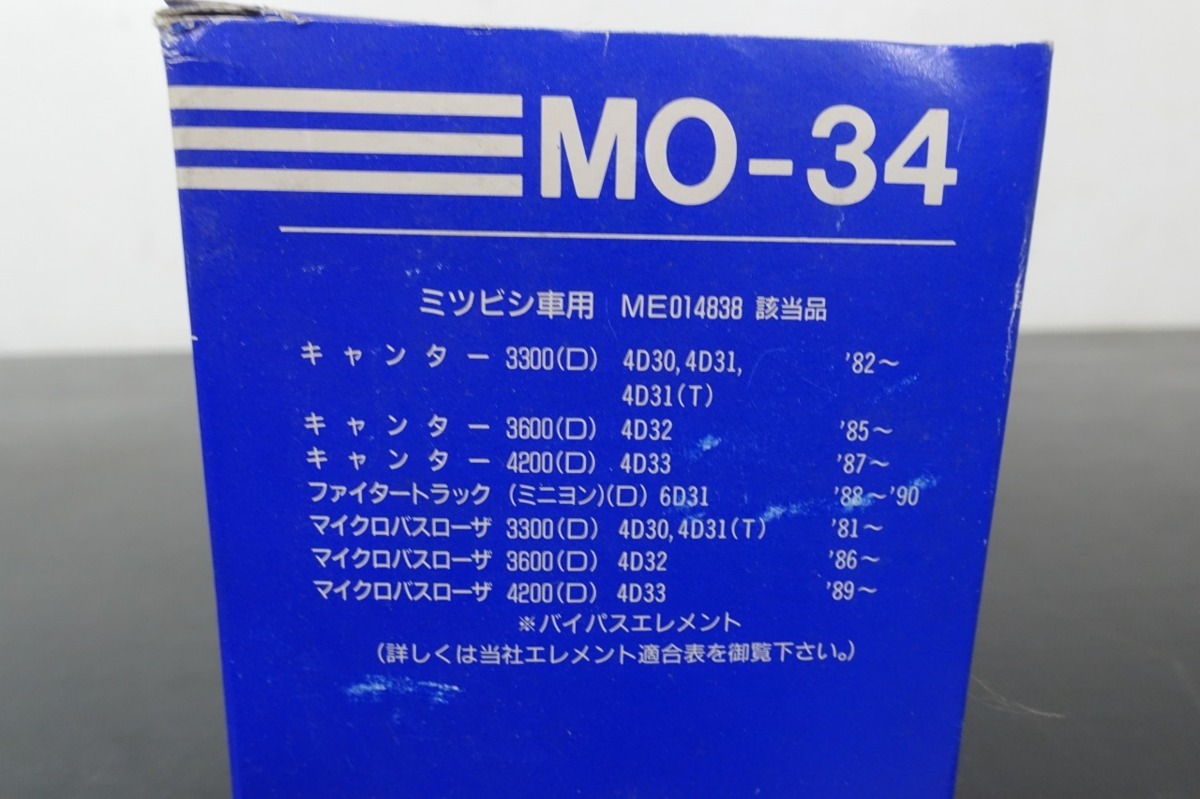 MO-34
ミツビシ車用 ME014838 該当品
キャンター 3300(D) 4D30, 4D31, '82～
4D31(T)
キャンター 3600(D) 4D32 '85～
キャンター 4200(D) 4D33 '87～
ファイタートラック (ミニヨン)(D) 6D31 '88～'90
マイクロバスローザ 3300(D) 4D30, 4D31(T) '81～
マイクロバスローザ 3600(D) 4D32 '86～
マイクロバスローザ 4200(D) 4D33 '89～
※バイパスエレメント
(詳しくは当社エレメント適合表を御覧下さい。)